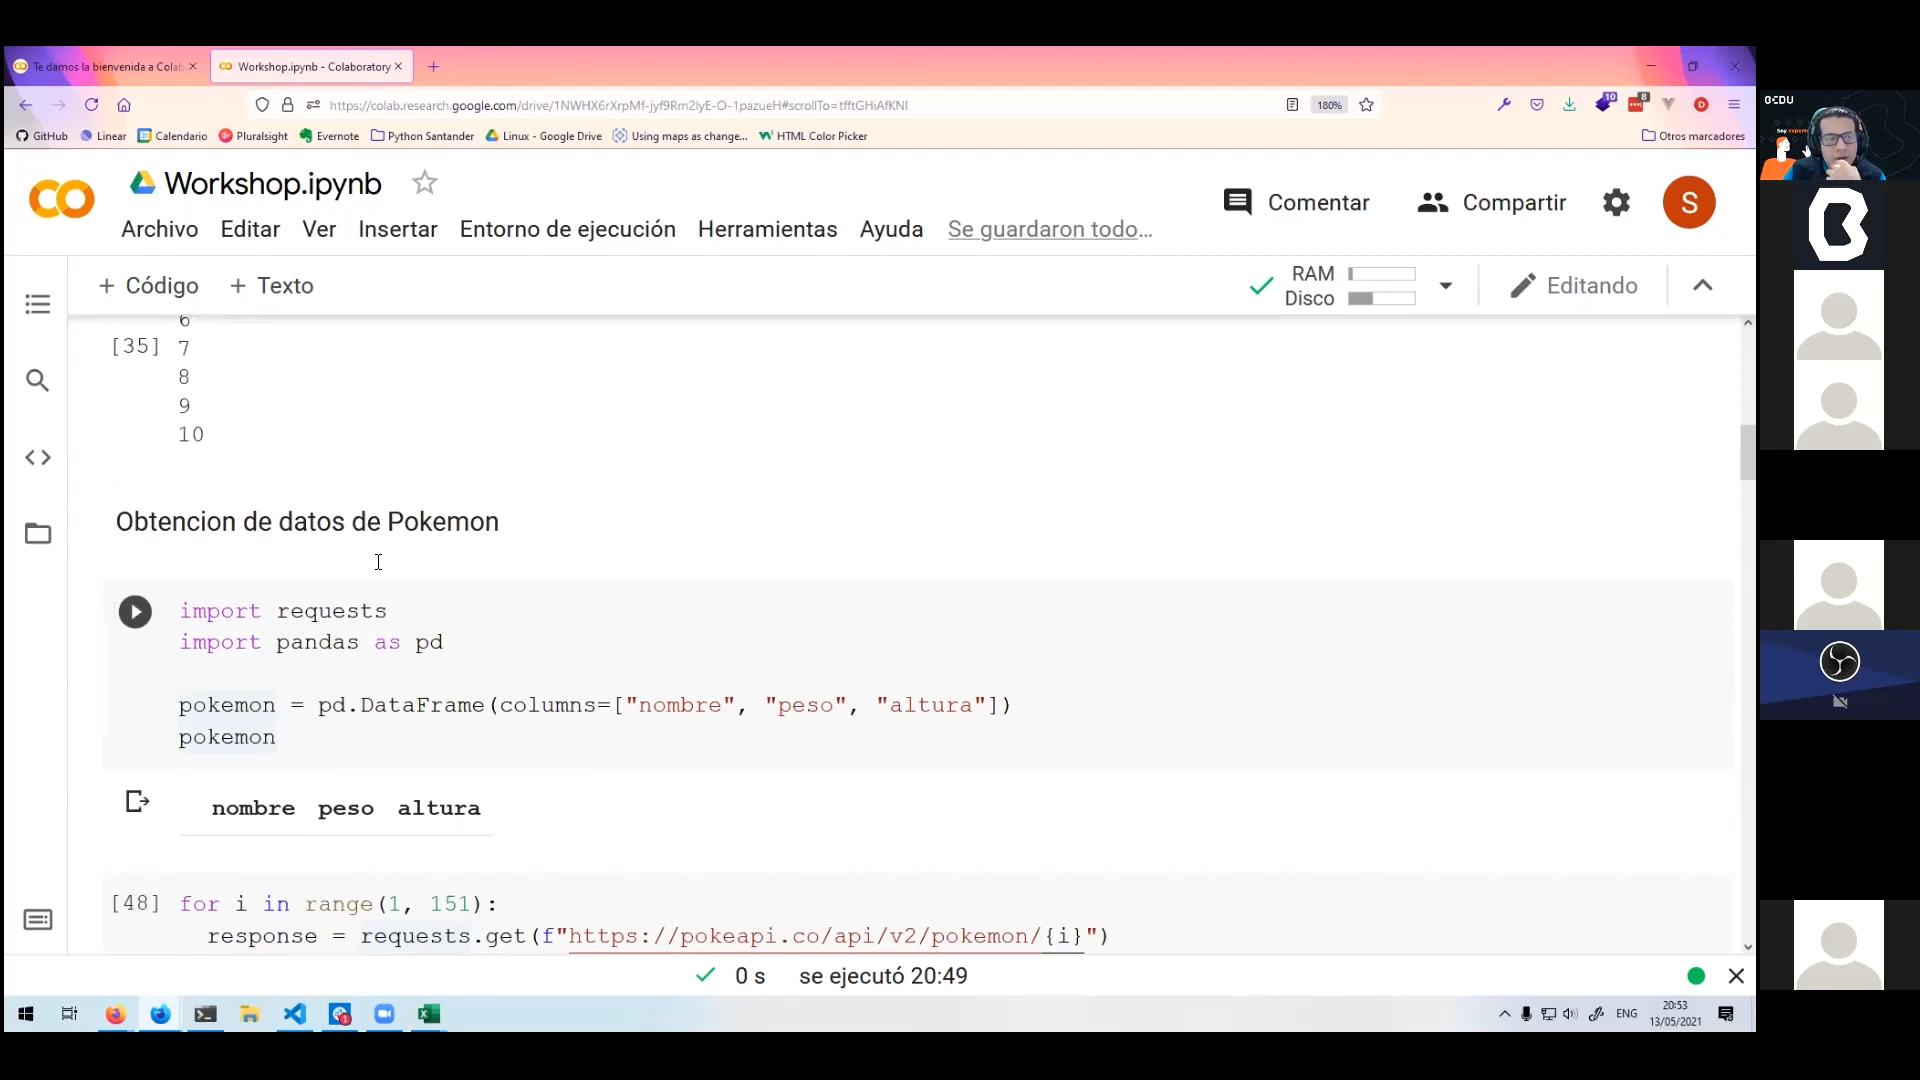 Te damos la bienvenida a Colab
Workshop.ipynb - Colaboratory
https://colab.research.google.com/drive/1NWHX6rXrpMf-jyf9Rm2lyE-O-1pazueH#scrollTo=tfftGHiAfKNI
180%
10
8
D
GitHub
Linear
Calendario
Pluralsight
Evernote
Python Santander
Linux - Google Drive
Using maps as change...
HTML Color Picker
Otros marcadores
BEDU
Soy experto
Workshop.ipynb
Comentar
Compartir
S
Archivo
Editar
Ver
Insertar
Entorno de ejecución
Herramientas
Ayuda
Se guardaron todo...
+ Código
+ Texto
RAM
Disco
Editando
6
[35] 7
8
9
10
Obtencion de datos de Pokemon
import requests
import pandas as pd
pokemon = pd.DataFrame(columns=["nombre", "peso", "altura"])
pokemon
nombre peso altura
[48] for i in range(1, 151):
response = requests.get(f"https://pokeapi.co/api/v2/pokemon/{i}")
0 s se ejecutó 20:49
ENG
20:53
13/05/2021